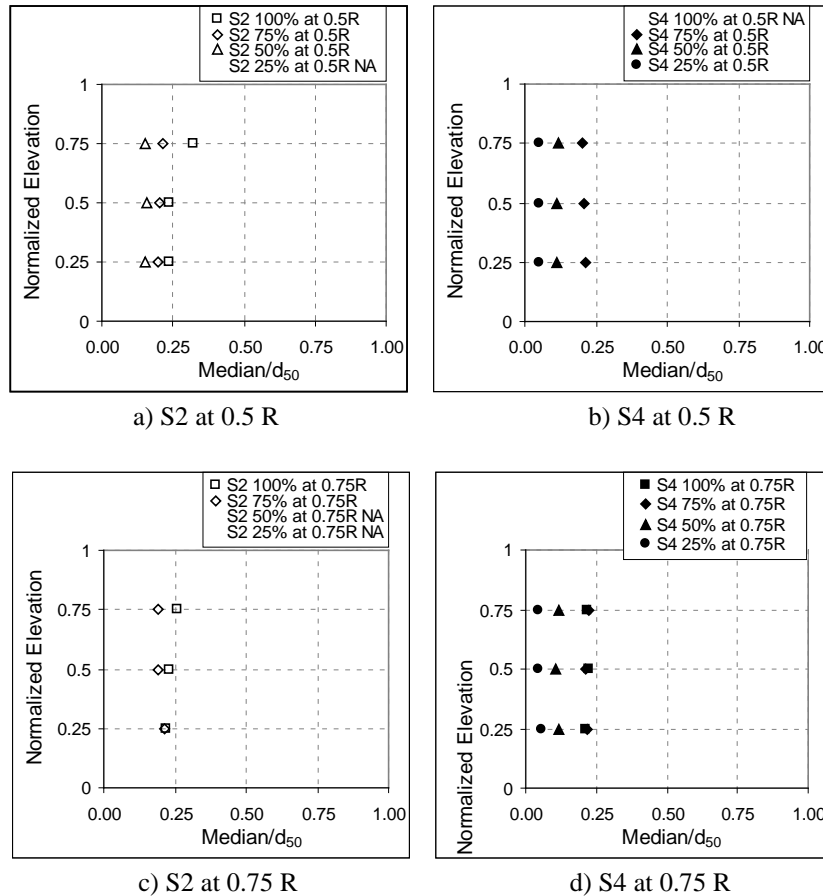 S2 100% at 0.5R
S2 75% at 0.5R
S2 50% at 0.5R
S2 25% at 0.5R NA
Normalized Elevation
1
0.75
0.5
0.25
0
0.00 0.25 0.75 1.00
Median/d50
a) S2 at 0.5 R
S4 100% at 0.5R NA
S4 75% at 0.5R
S4 50% at 0.5R
S4 25% at 0.5R
Normalized Elevation
1
0.75
0.5
0.25
0
0.00 0.25 0.75 1.00
Median/d50
b) S4 at 0.5 R
S2 100% at 0.75R
S2 75% at 0.75R
S2 50% at 0.75R NA
S2 25% at 0.75R NA
Normalized Elevation
1
0.75
0.5
0.25
0
0.00 0.25 0.75 1.00
Median/d50
c) S2 at 0.75 R
S4 100% at 0.75R
S4 75% at 0.75R
S4 50% at 0.75R
S4 25% at 0.75R
Normalized Elevation
1
0.75
0.5
0.25
0
0.00 0.25 0.75 1.00
Median/d50
d) S4 at 0.75 R